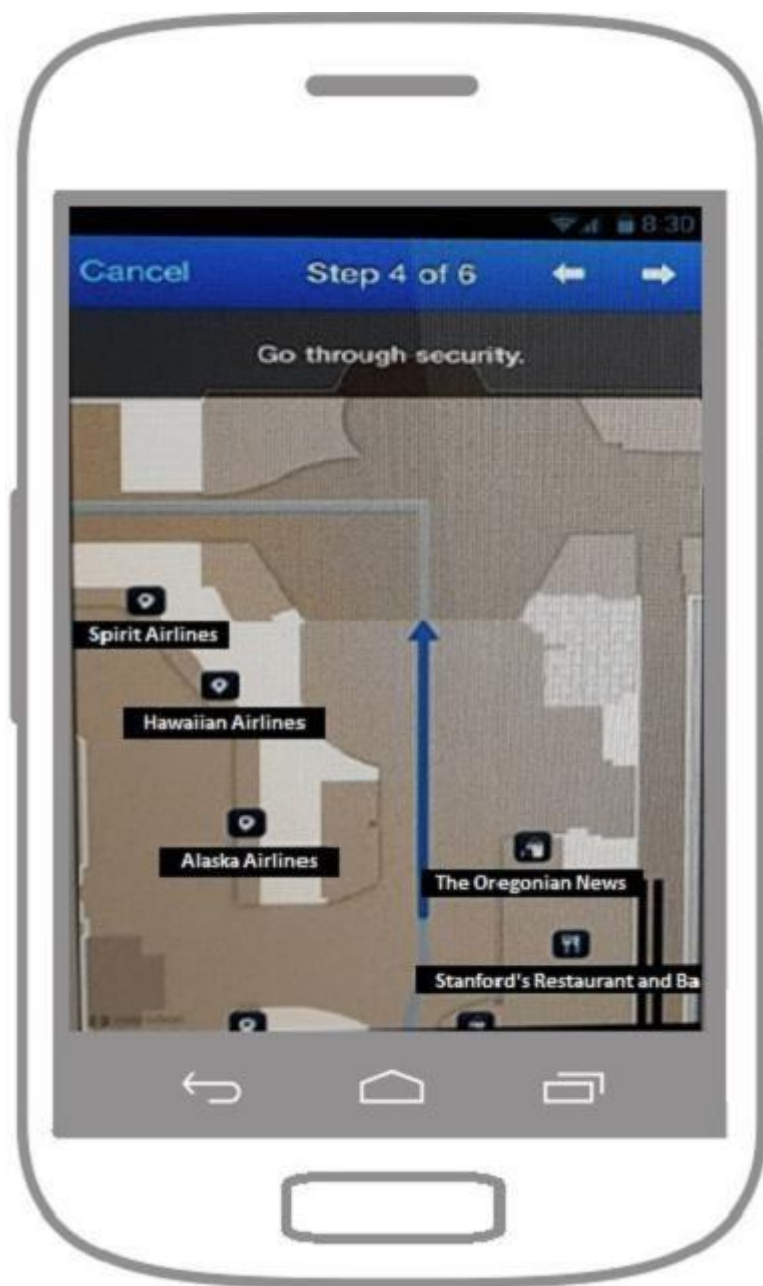 8:30
Cancel Step 4 of 6
Go through security.
Spirit Airlines
Hawaiian Airlines
Alaska Airlines
The Oregonian News
Stanford's Restaurant and Ba